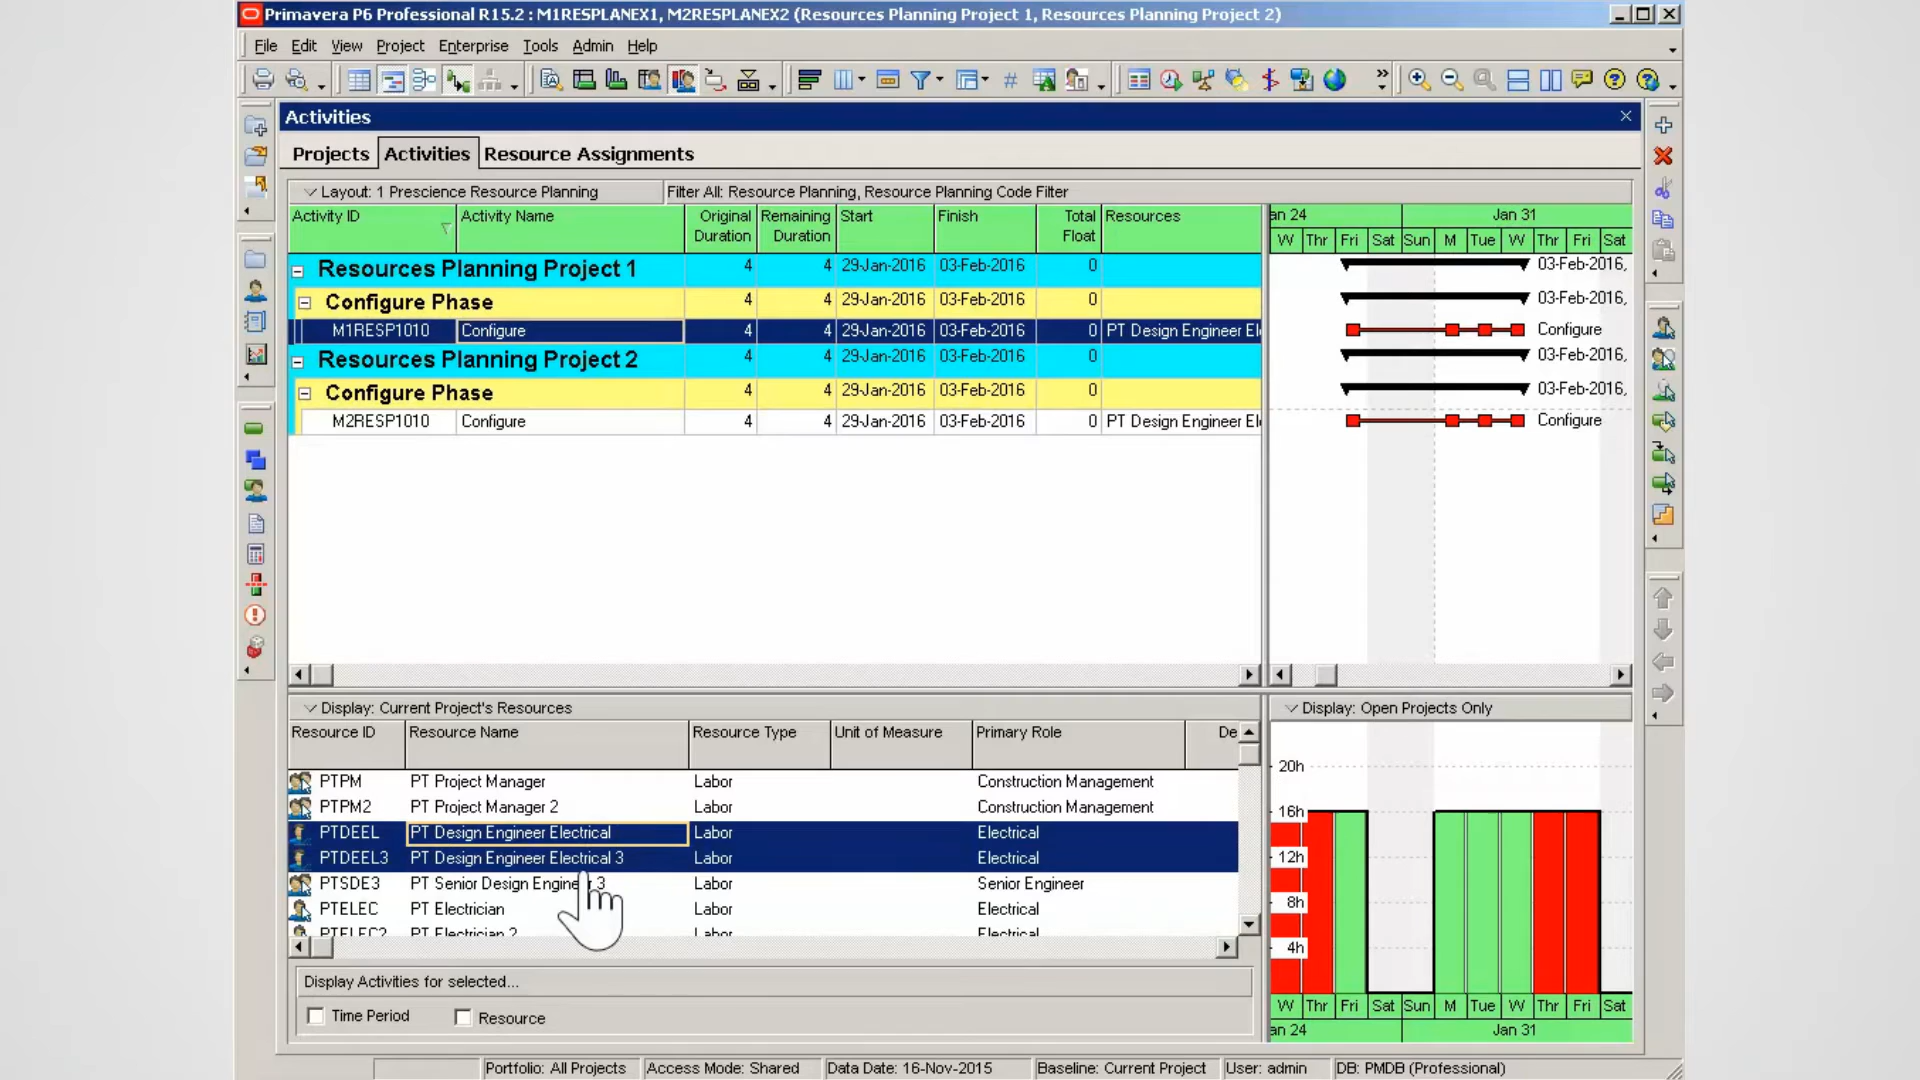 Primavera P6 Professional R15.2 : M1RESPLANEX1, M2RESPLANEX2 (Resources Planning Project 1, Resources Planning Project 2)
File Edit View Project Enterprise Tools Admin Help
Activities
Projects Activities Resource Assignments
Layout: 1 Prescience Resource Planning Filter All: Resource Planning, Resource Planning Code Filter
Activity ID Activity Name Original Duration Remaining Duration Start Finish Total Float Resources
an 24 Jan 31
W Thr Fri Sat Sun M Tue W Thr Fri Sat
Resources Planning Project 1 4 4 29-Jan-2016 03-Feb-2016 0 03-Feb-2016,
Configure Phase 4 4 29-Jan-2016 03-Feb-2016 0 03-Feb-2016,
M1RESP1010 Configure 4 4 29-Jan-2016 03-Feb-2016 0 PT Design Engineer El Configure
Resources Planning Project 2 4 4 29-Jan-2016 03-Feb-2016 0 03-Feb-2016,
Configure Phase 4 4 29-Jan-2016 03-Feb-2016 0 03-Feb-2016,
M2RESP1010 Configure 4 4 29-Jan-2016 03-Feb-2016 0 PT Design Engineer El Configure
Display: Current Project's Resources Display: Open Projects Only
Resource ID Resource Name Resource Type Unit of Measure Primary Role De
PTPM PT Project Manager Labor Construction Management
PTPM2 PT Project Manager 2 Labor Construction Management
PTDEEL PT Design Engineer Electrical Labor Electrical
PTDEEL3 PT Design Engineer Electrical 3 Labor Electrical
PTSDE3 PT Senior Design Engineer 3 Labor Senior Engineer
PTELEC PT Electrician Labor Electrical
PTELEC2 PT Electrician 2 Labor Electrical
20h
16h
12h
8h
4h
Display Activities for selected...
Time Period Resource
W Thr Fri Sat Sun M Tue W Thr Fri Sat
an 24 Jan 31
Portfolio: All Projects Access Mode: Shared Data Date: 16-Nov-2015 Baseline: Current Project User: admin DB: PMDB (Professional)